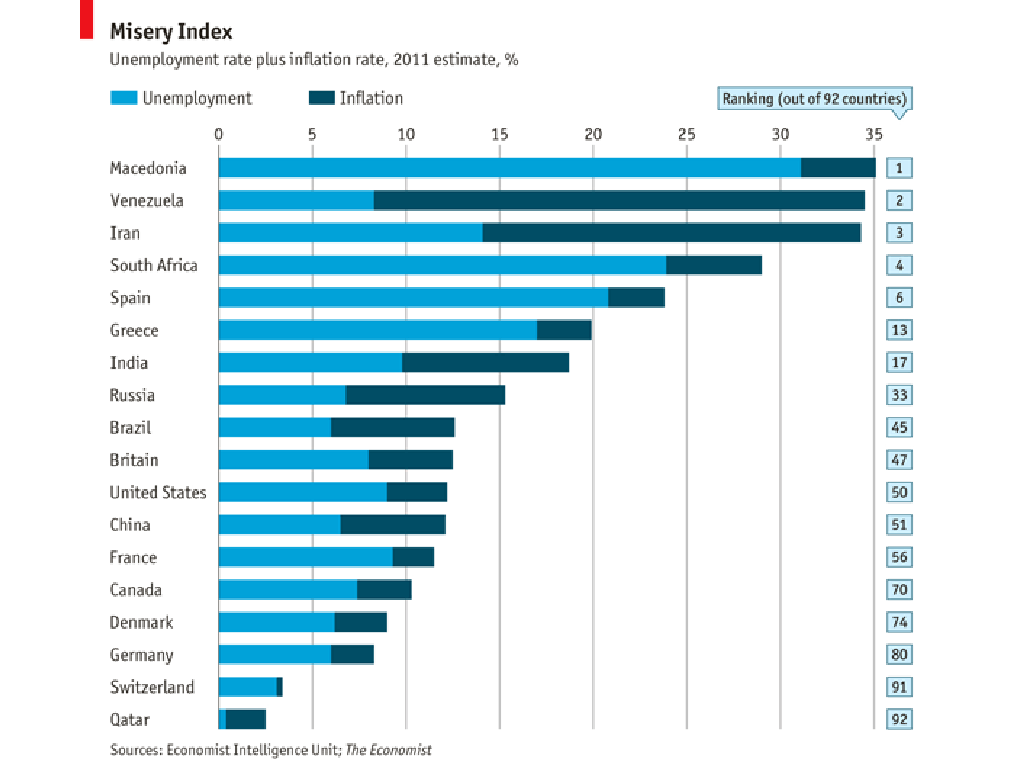 Misery Index
Unemployment rate plus inflation rate, 2011 estimate, %
Unemployment Inflation Ranking (out of 92 countries)
0 5 10 15 20 25 30 35
Macedonia 1
Venezuela 2
Iran 3
South Africa 4
Spain 6
Greece 13
India 17
Russia 33
Brazil 45
Britain 47
United States 50
China 51
France 56
Canada 70
Denmark 74
Germany 80
Switzerland 91
Qatar 92
Sources: Economist Intelligence Unit; The Economist